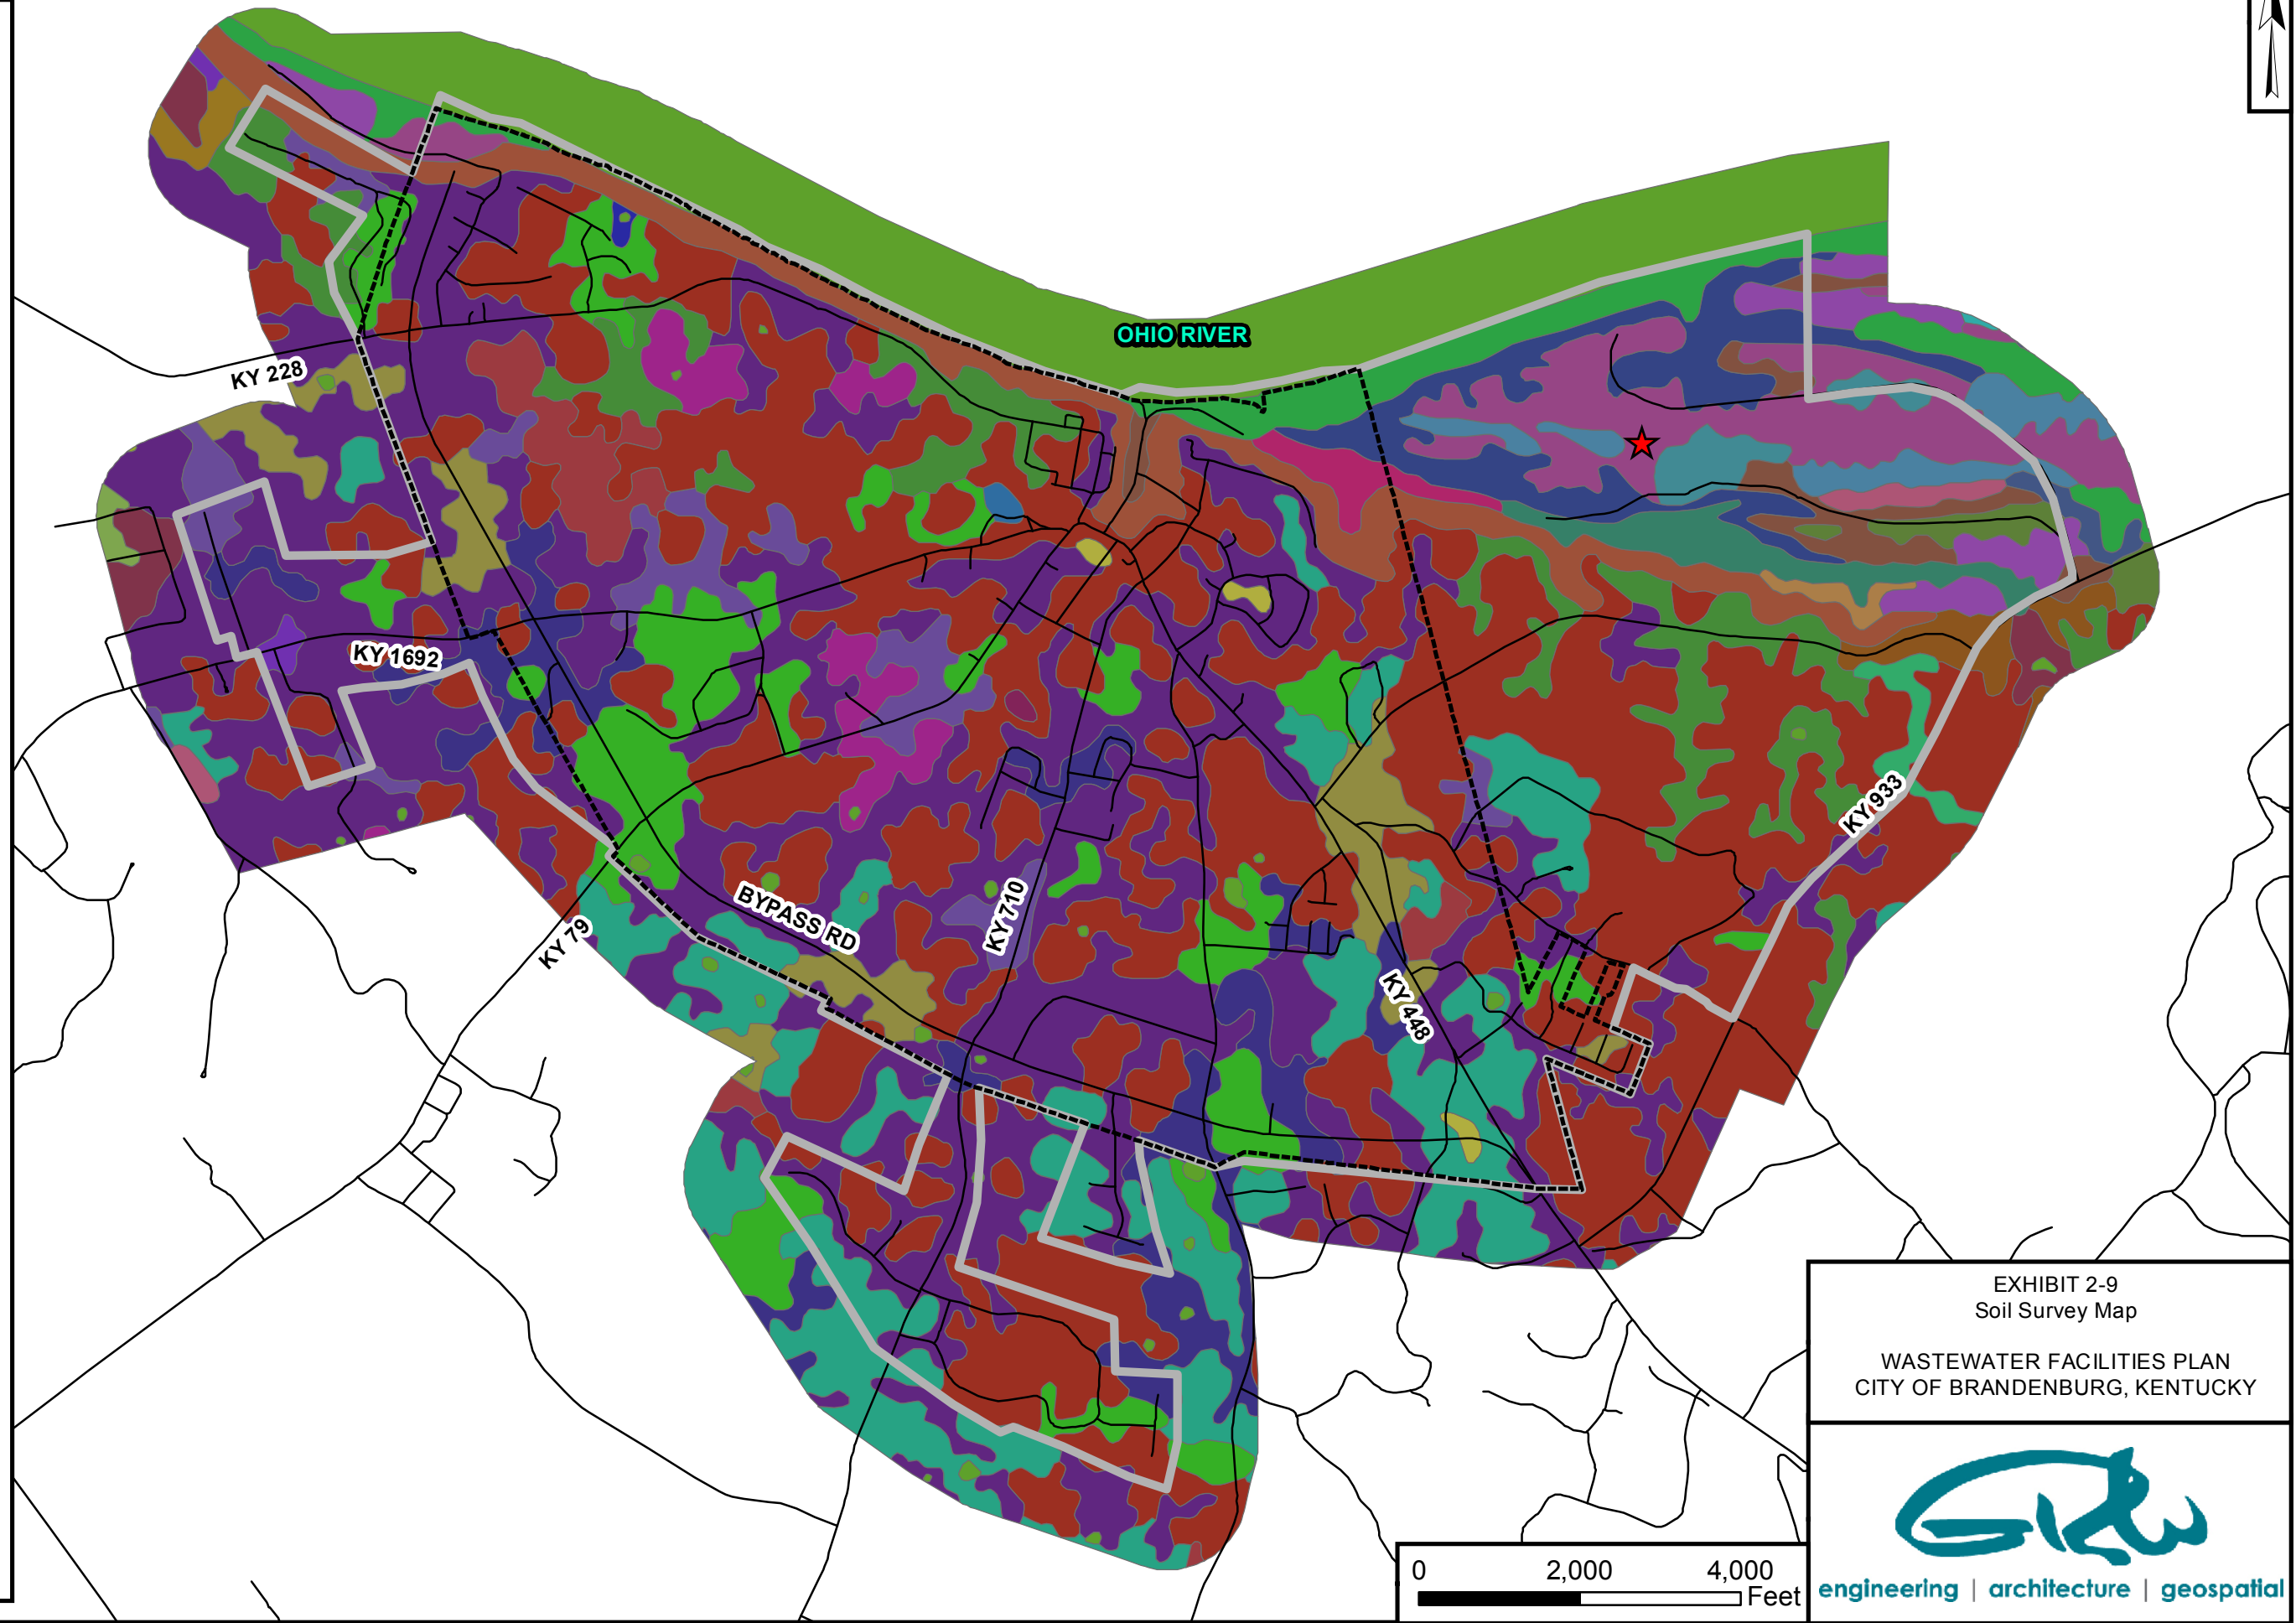 OHIO RIVER
KY 228
KY 1692
KY 933
BYPASS RD
KY 710
KY 79
KY 448
EXHIBIT 2-9
Soil Survey Map
WASTEWATER FACILITIES PLAN
CITY OF BRANDENBURG, KENTUCKY
0 2,000 4,000
Feet
GRW
engineering | architecture | geospatial